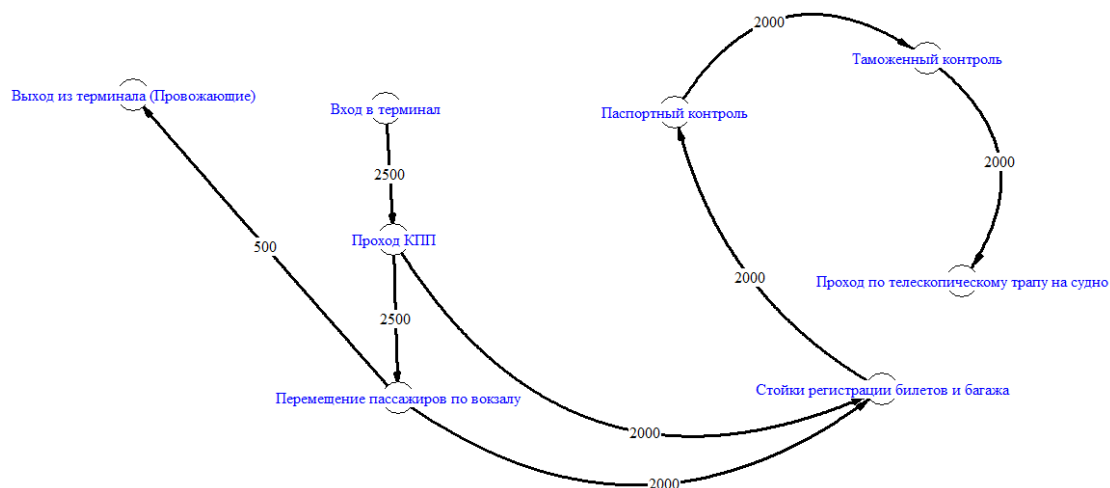 2000
Таможенный контроль
Выход из терминала (Провожающие)
Вход в терминал
Паспортный контроль
2500
2000
Проход КПП
500
2000
Проход по телескопическому трапу на судно
2500
Перемещение пассажиров по вокзалу
Стойки регистрации билетов и багажа
2000
2000